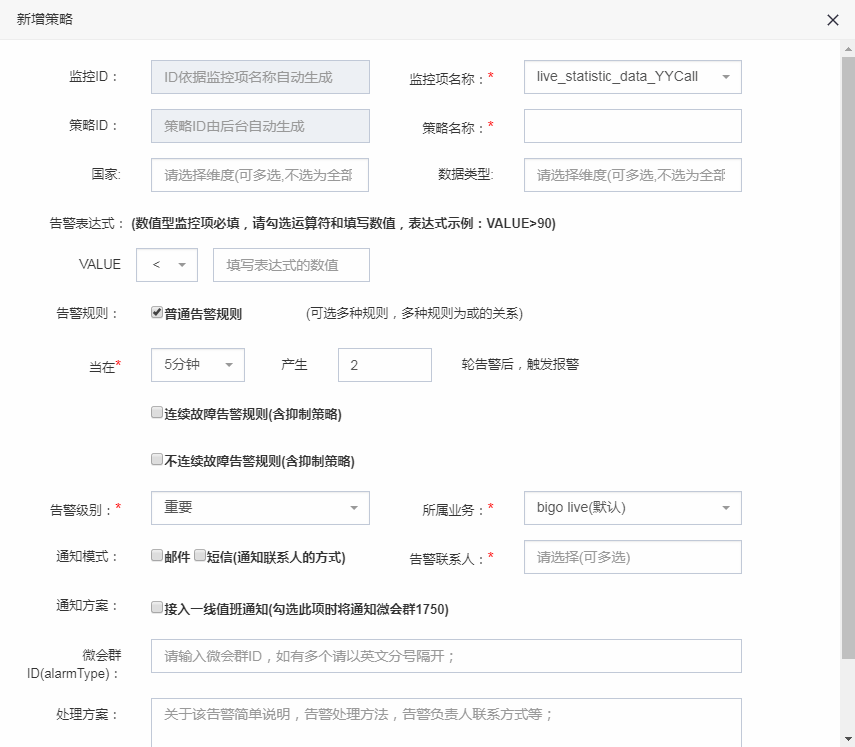 新增策略
监控ID： ID依据监控项名称自动生成 监控项名称：* live_statistic_data_YYCall
策略ID： 策略ID由后台自动生成 策略名称：*
国家: 请选择维度(可多选,不选为全部 数据类型: 请选择维度(可多选,不选为全部
告警表达式： (数值型监控项必填，请勾选运算符和填写数值，表达式示例：VALUE>90)
VALUE < 填写表达式的数值
告警规则： 普通告警规则 (可选多种规则，多种规则为或的关系)
当在* 5分钟 产生 2 轮告警后，触发报警
连续故障告警规则(含抑制策略)
不连续故障告警规则(含抑制策略)
告警级别：* 重要 所属业务：* bigo live(默认)
通知模式： 邮件 短信(通知联系人的方式) 告警联系人：* 请选择(可多选)
通知方案： 接入一线值班通知(勾选此项时将通知微会群1750)
微会群 请输入微会群ID，如有多个请以英文分号隔开；
ID(alarmType)：
处理方案： 关于该告警简单说明，告警处理方法，告警负责人联系方式等；